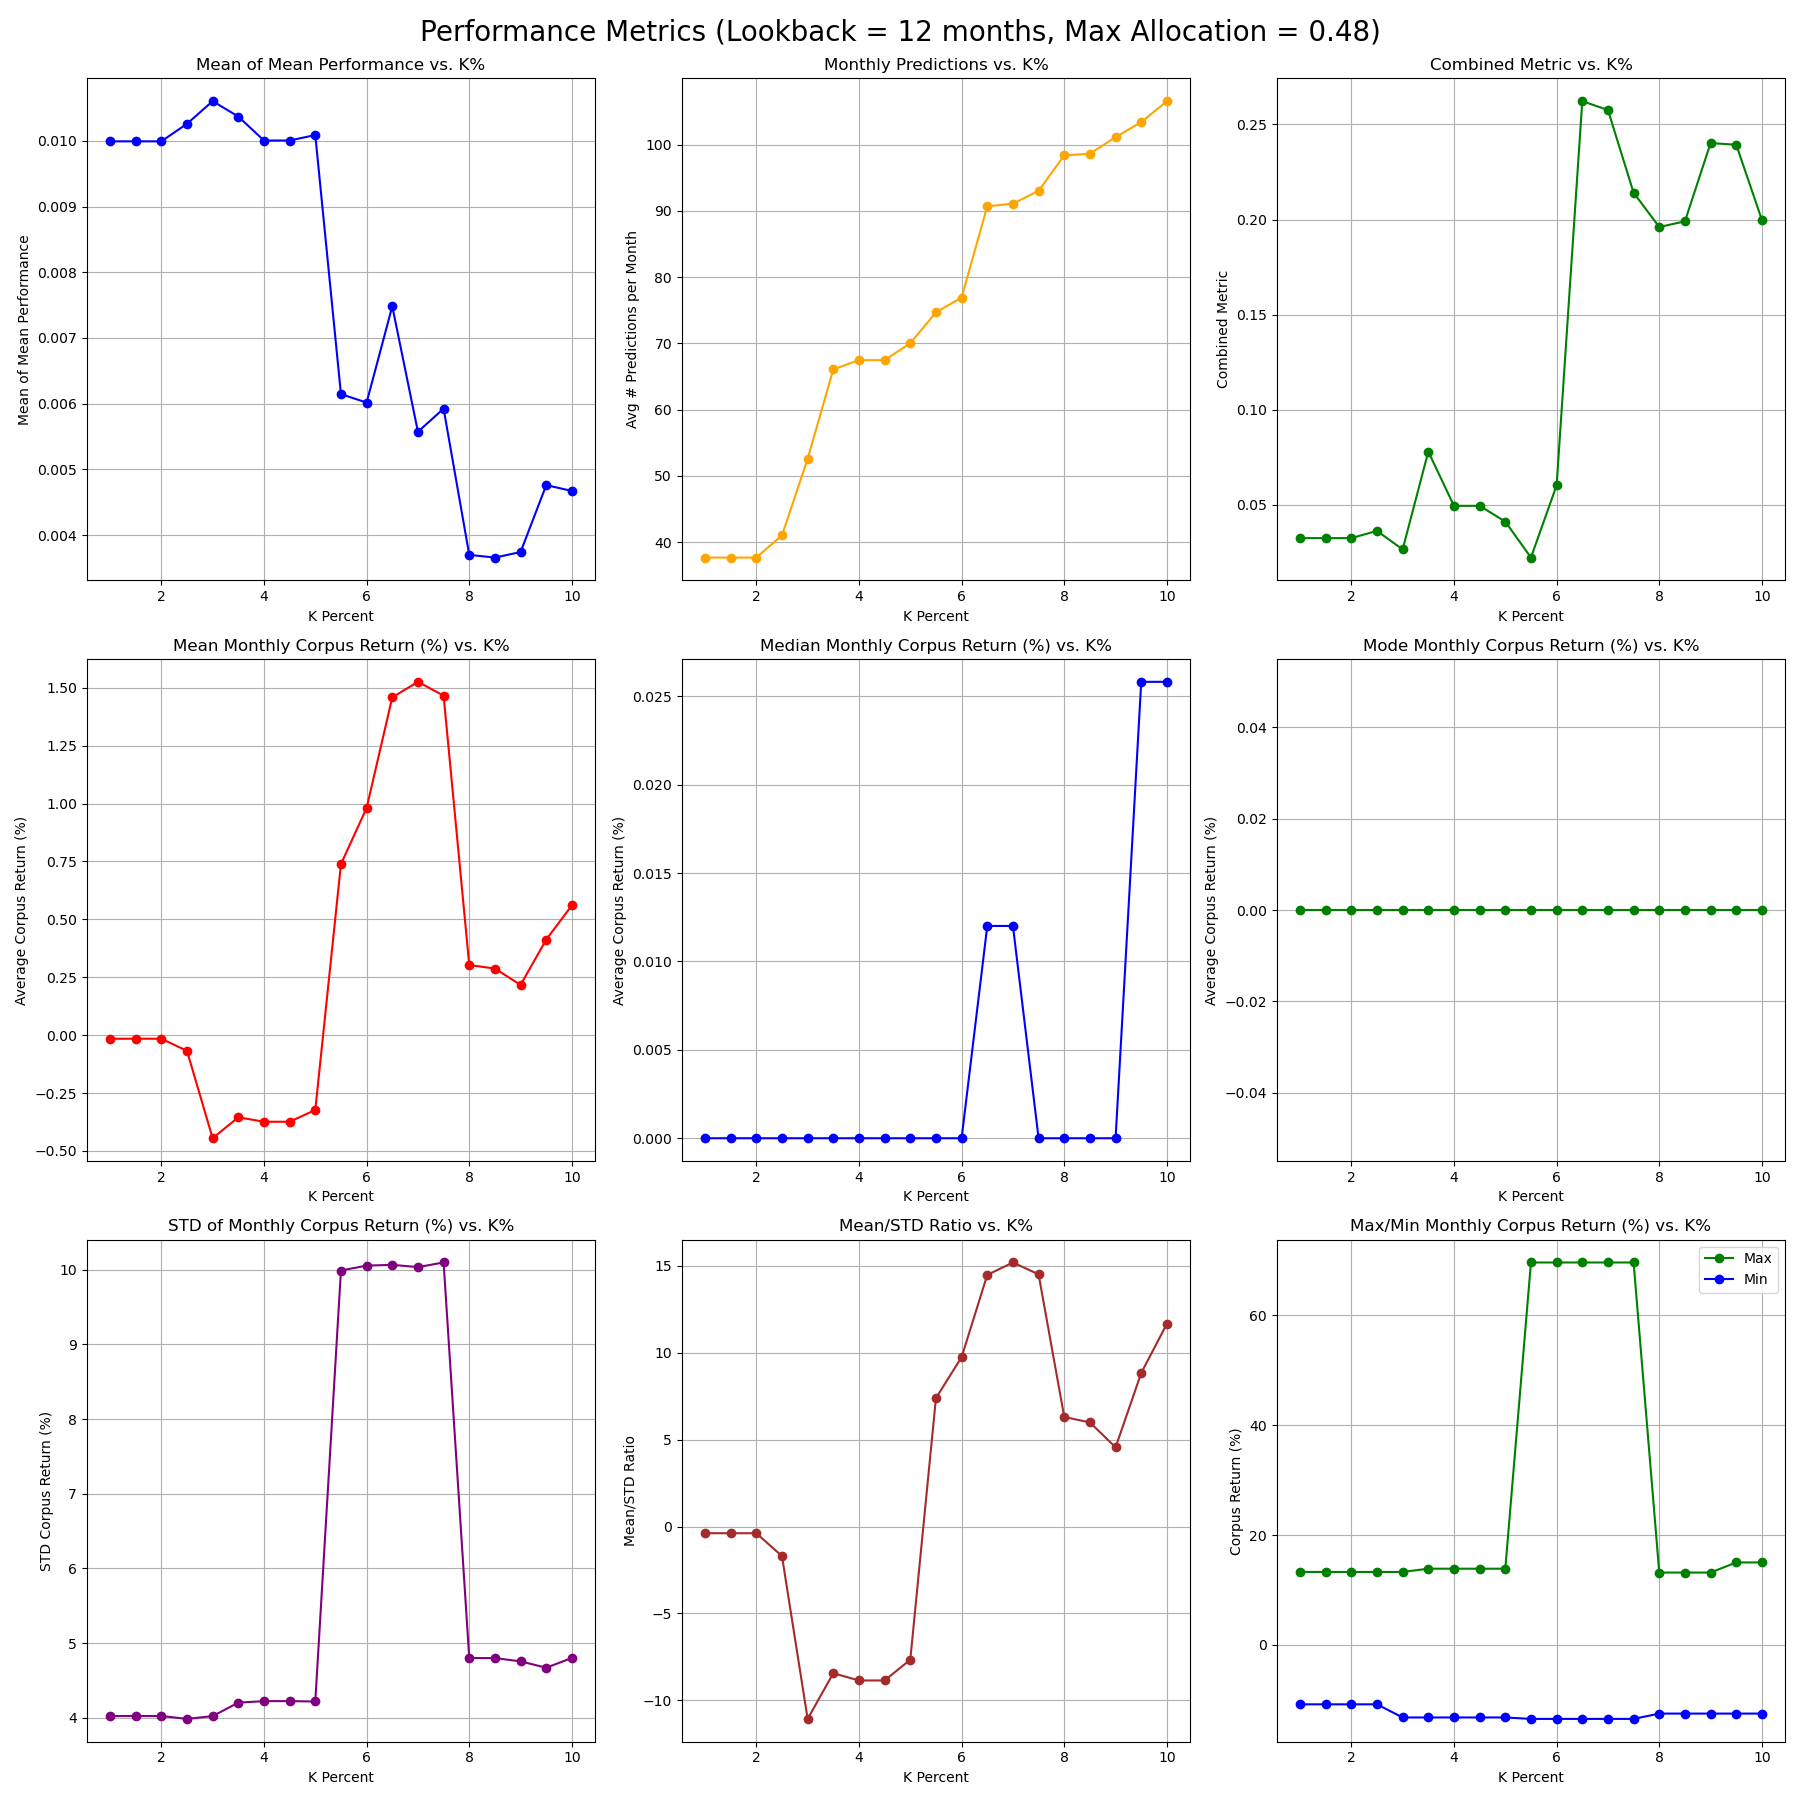 Performance Metrics (Lookback = 12 months, Max Allocation = 0.48)
Mean of Mean Performance vs. K%
Mean of Mean Performance
0.010
0.009
0.008
0.007
0.006
0.005
0.004
2 4 6 8 10
K Percent
Monthly Predictions vs. K%
Avg # Predictions per Month
100
90
80
70
60
50
40
2 4 6 8 10
K Percent
Combined Metric vs. K%
Combined Metric
0.25
0.20
0.15
0.10
0.05
2 4 6 8 10
K Percent
Mean Monthly Corpus Return (%) vs. K%
Average Corpus Return (%)
1.50
1.25
1.00
0.75
0.50
0.25
0.00
−0.25
−0.50
2 4 6 8 10
K Percent
Median Monthly Corpus Return (%) vs. K%
Average Corpus Return (%)
0.025
0.020
0.015
0.010
0.005
0.000
2 4 6 8 10
K Percent
Mode Monthly Corpus Return (%) vs. K%
Average Corpus Return (%)
0.04
0.02
0.00
−0.02
−0.04
2 4 6 8 10
K Percent
STD of Monthly Corpus Return (%) vs. K%
STD Corpus Return (%)
10
9
8
7
6
5
4
2 4 6 8 10
K Percent
Mean/STD Ratio vs. K%
Mean/STD Ratio
15
10
5
0
−5
−10
2 4 6 8 10
K Percent
Max/Min Monthly Corpus Return (%) vs. K%
Max
Min
Corpus Return (%)
60
40
20
0
2 4 6 8 10
K Percent